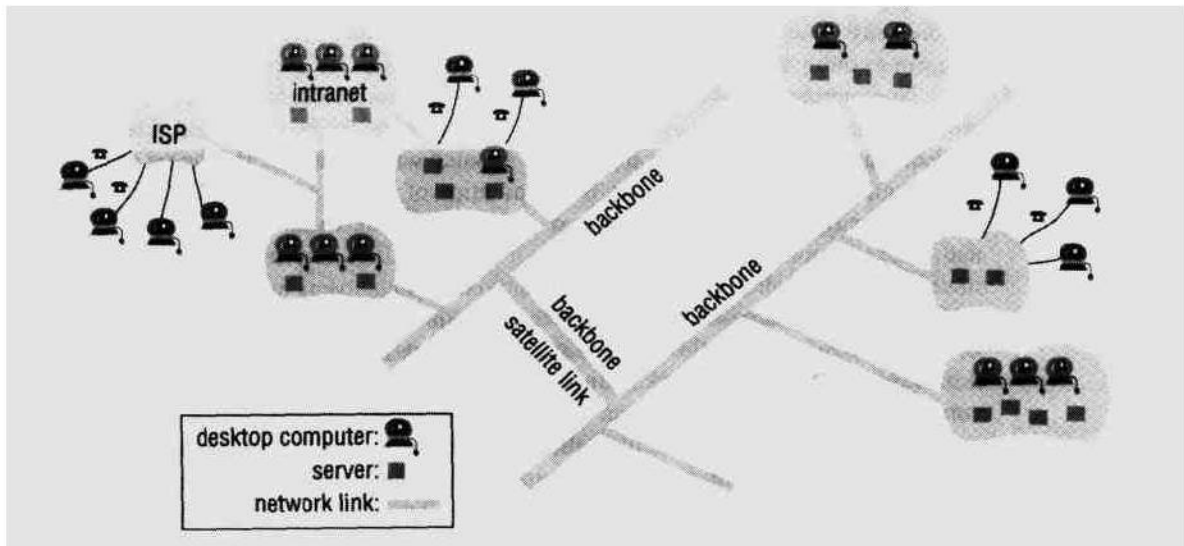 intranet
ISP
backbone
backbone
backbone
satellite link
desktop computer:
server:
network link: